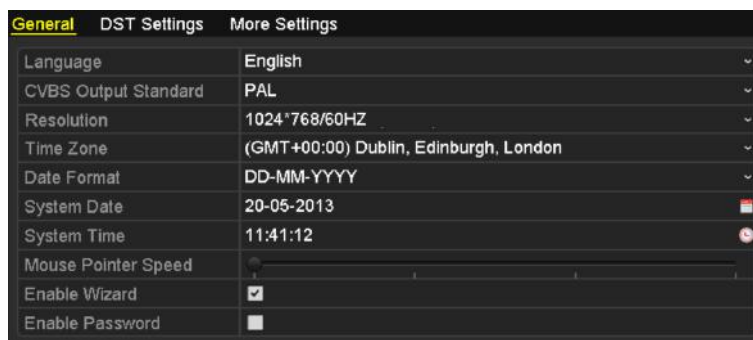 General DST Settings More Settings
Language English
CVBS Output Standard PAL
Resolution 1024*768/60HZ
Time Zone (GMT+00:00) Dublin, Edinburgh, London
Date Format DD-MM-YYYY
System Date 20-05-2013
System Time 11:41:12
Mouse Pointer Speed
Enable Wizard
Enable Password